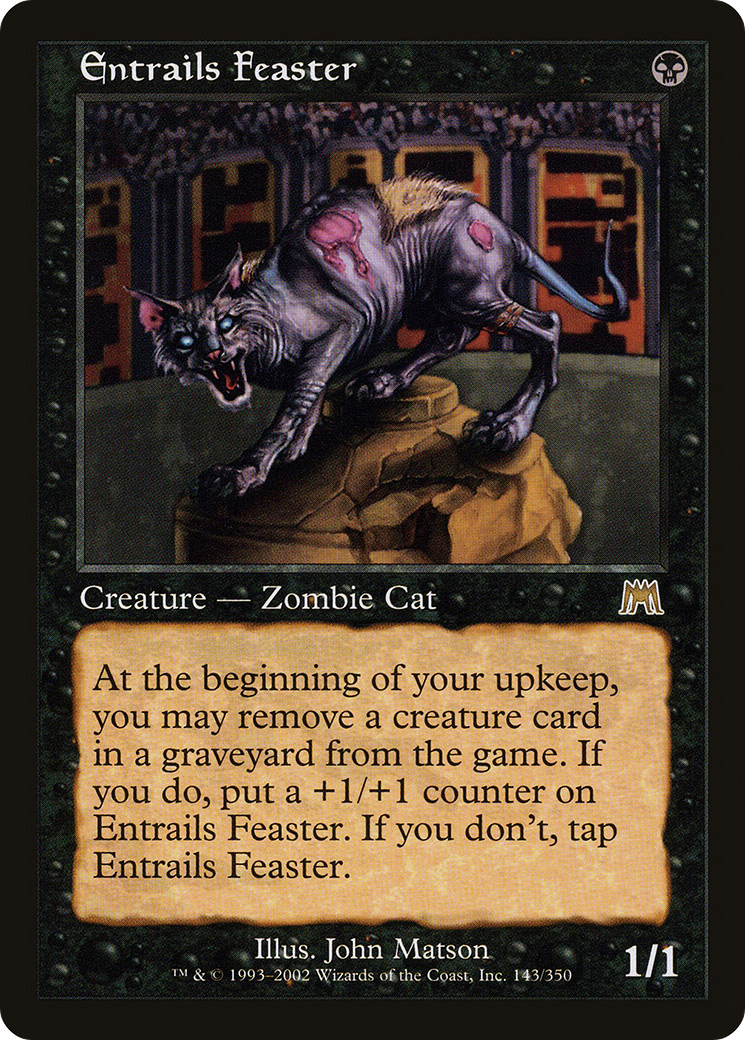 Entrails Feaster
Creature — Zombie Cat
At the beginning of your upkeep,
you may remove a creature card
in a graveyard from the game. If
you do, put a +1/+1 counter on
Entrails Feaster. If you don't, tap
Entrails Feaster.
Illus. John Matson
™ & © 1993–2002 Wizards of the Coast, Inc. 143/350
1/1